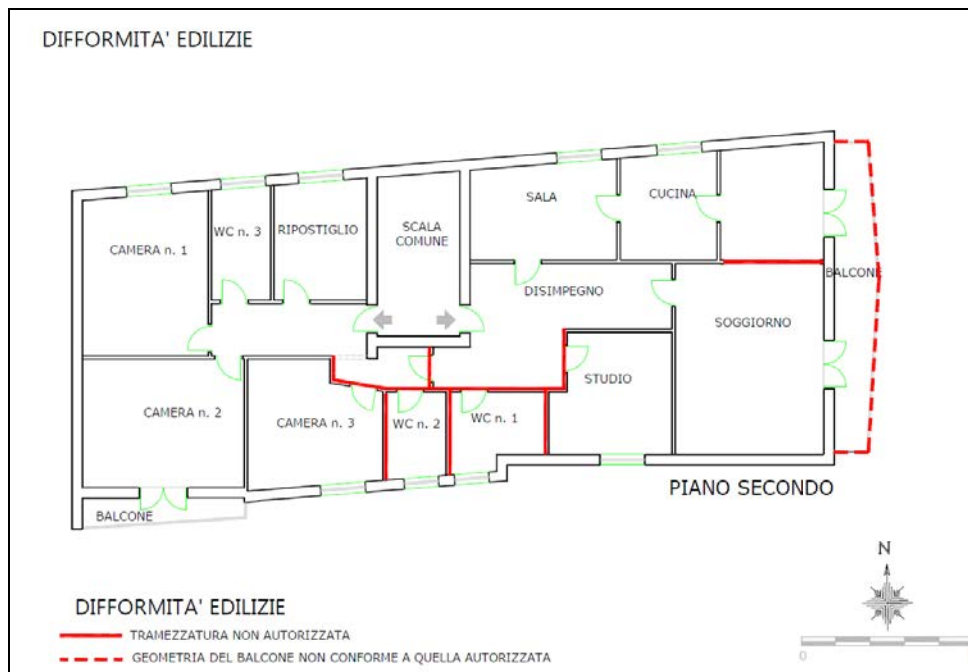 DIFFORMITA' EDILIZIE
SALA
CUCINA
WC n. 3
RIPOSTIGLIO
SCALA
COMUNE
CAMERA n. 1
BALCONE
DISIMPEGNO
SOGGIORNO
STUDIO
CAMERA n. 2
CAMERA n. 3
WC n. 2
WC n. 1
PIANO SECONDO
BALCONE
N
DIFFORMITA' EDILIZIE
TRAMEZZATURA NON AUTORIZZATA
GEOMETRIA DEL BALCONE NON CONFORME A QUELLA AUTORIZZATA
0